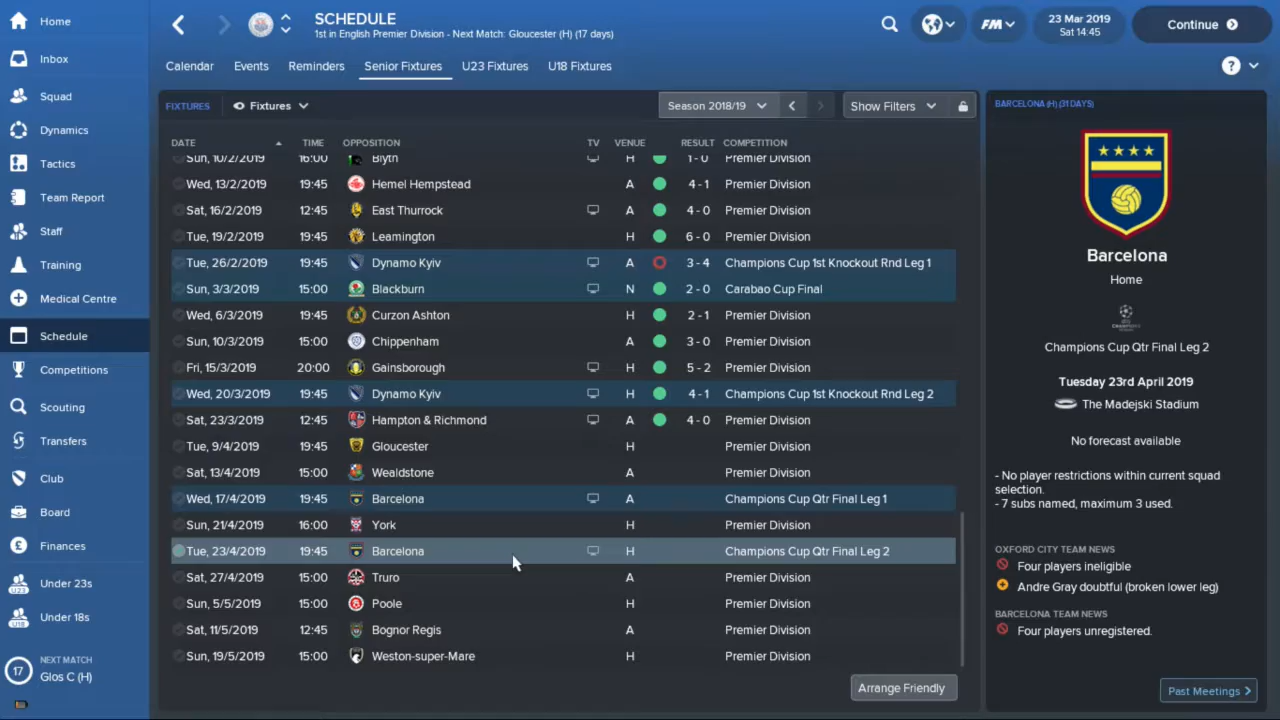 Home
Inbox
Squad
Dynamics
Tactics
Team Report
Staff
Training
Medical Centre
Schedule
Competitions
Scouting
Transfers
Club
Board
Finances
Under 23s
U23
Under 18s
U18
17
NEXT MATCH
Glos C (H)
SCHEDULE
1st in English Premier Division - Next Match: Gloucester (H) (17 days)
FM
23 Mar 2019
Sat 14:45
Continue
Calendar Events Reminders Senior Fixtures U23 Fixtures U18 Fixtures
?
FIXTURES Fixtures Season 2018/19 Show Filters
DATE TIME OPPOSITION TV VENUE RESULT COMPETITION
Sun, 10/2/2019 16:00 Blyth H 1 - 0 Premier Division
Wed, 13/2/2019 19:45 Hemel Hempstead A 4 - 1 Premier Division
Sat, 16/2/2019 12:45 East Thurrock A 4 - 0 Premier Division
Tue, 19/2/2019 19:45 Leamington H 6 - 0 Premier Division
Tue, 26/2/2019 19:45 Dynamo Kyiv A 3 - 4 Champions Cup 1st Knockout Rnd Leg 1
Sun, 3/3/2019 15:00 Blackburn N 2 - 0 Carabao Cup Final
Wed, 6/3/2019 19:45 Curzon Ashton H 2 - 1 Premier Division
Sun, 10/3/2019 15:00 Chippenham A 3 - 0 Premier Division
Fri, 15/3/2019 20:00 Gainsborough H 5 - 2 Premier Division
Wed, 20/3/2019 19:45 Dynamo Kyiv H 4 - 1 Champions Cup 1st Knockout Rnd Leg 2
Sat, 23/3/2019 12:45 Hampton & Richmond A 4 - 0 Premier Division
Tue, 9/4/2019 19:45 Gloucester H Premier Division
Sat, 13/4/2019 15:00 Wealdstone A Premier Division
Wed, 17/4/2019 19:45 Barcelona A Champions Cup Qtr Final Leg 1
Sun, 21/4/2019 16:00 York H Premier Division
Tue, 23/4/2019 19:45 Barcelona H Champions Cup Qtr Final Leg 2
Sat, 27/4/2019 15:00 Truro A Premier Division
Sun, 5/5/2019 15:00 Poole H Premier Division
Sat, 11/5/2019 12:45 Bognor Regis A Premier Division
Sun, 19/5/2019 15:00 Weston-super-Mare H Premier Division
Arrange Friendly
BARCELONA (H) (31 DAYS)
Barcelona
Home
Champions Cup Qtr Final Leg 2
Tuesday 23rd April 2019
The Madejski Stadium
No forecast available
- No player restrictions within current squad
selection.
- 7 subs named, maximum 3 used.
OXFORD CITY TEAM NEWS
Four players ineligible
Andre Gray doubtful (broken lower leg)
BARCELONA TEAM NEWS
Four players unregistered.
Past Meetings